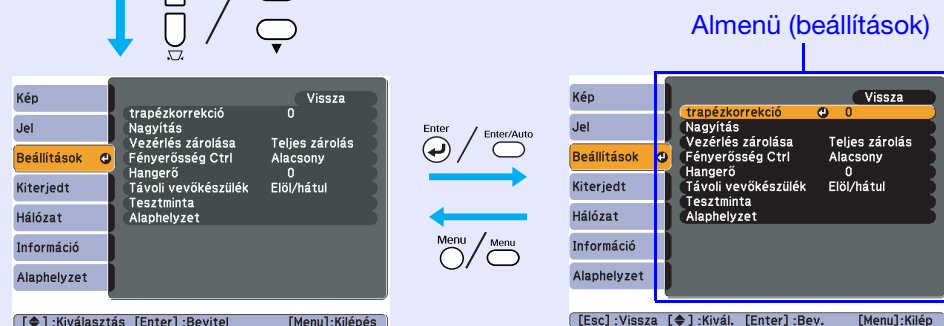 Almenü (beállítások)
Kép
Jel
Beállítások
Kiterjedt
Hálózat
Információ
Alaphelyzet
Vissza
trapézkorrekció 0
Nagyítás
Vezérlés zárolása Teljes zárolás
Fényerősség Ctrl Alacsony
Hangerő 0
Távoli vevőkészülék Elöl/hátul
Tesztminta
Alaphelyzet
[ ] :Kiválasztás [Enter] :Bevitel [Menu]:Kilépés
Enter Enter/Auto
Menu Menu
Kép
Jel
Beállítások
Kiterjedt
Hálózat
Információ
Alaphelyzet
Vissza
trapézkorrekció 0
Nagyítás
Vezérlés zárolása Teljes zárolás
Fényerősség Ctrl Alacsony
Hangerő 0
Távoli vevőkészülék Elöl/hátul
Tesztminta
Alaphelyzet
[Esc] :Vissza [ ] :Kivál. [Enter] :Bev. [Menu]:Kilép